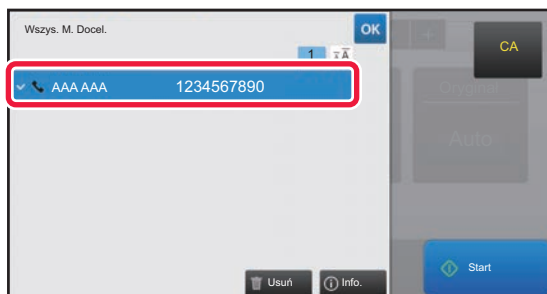 Wszys. M. Docel.
OK
CA
1
AAA AAA 1234567890
Oryginał
Auto
Usuń
Info.
Start